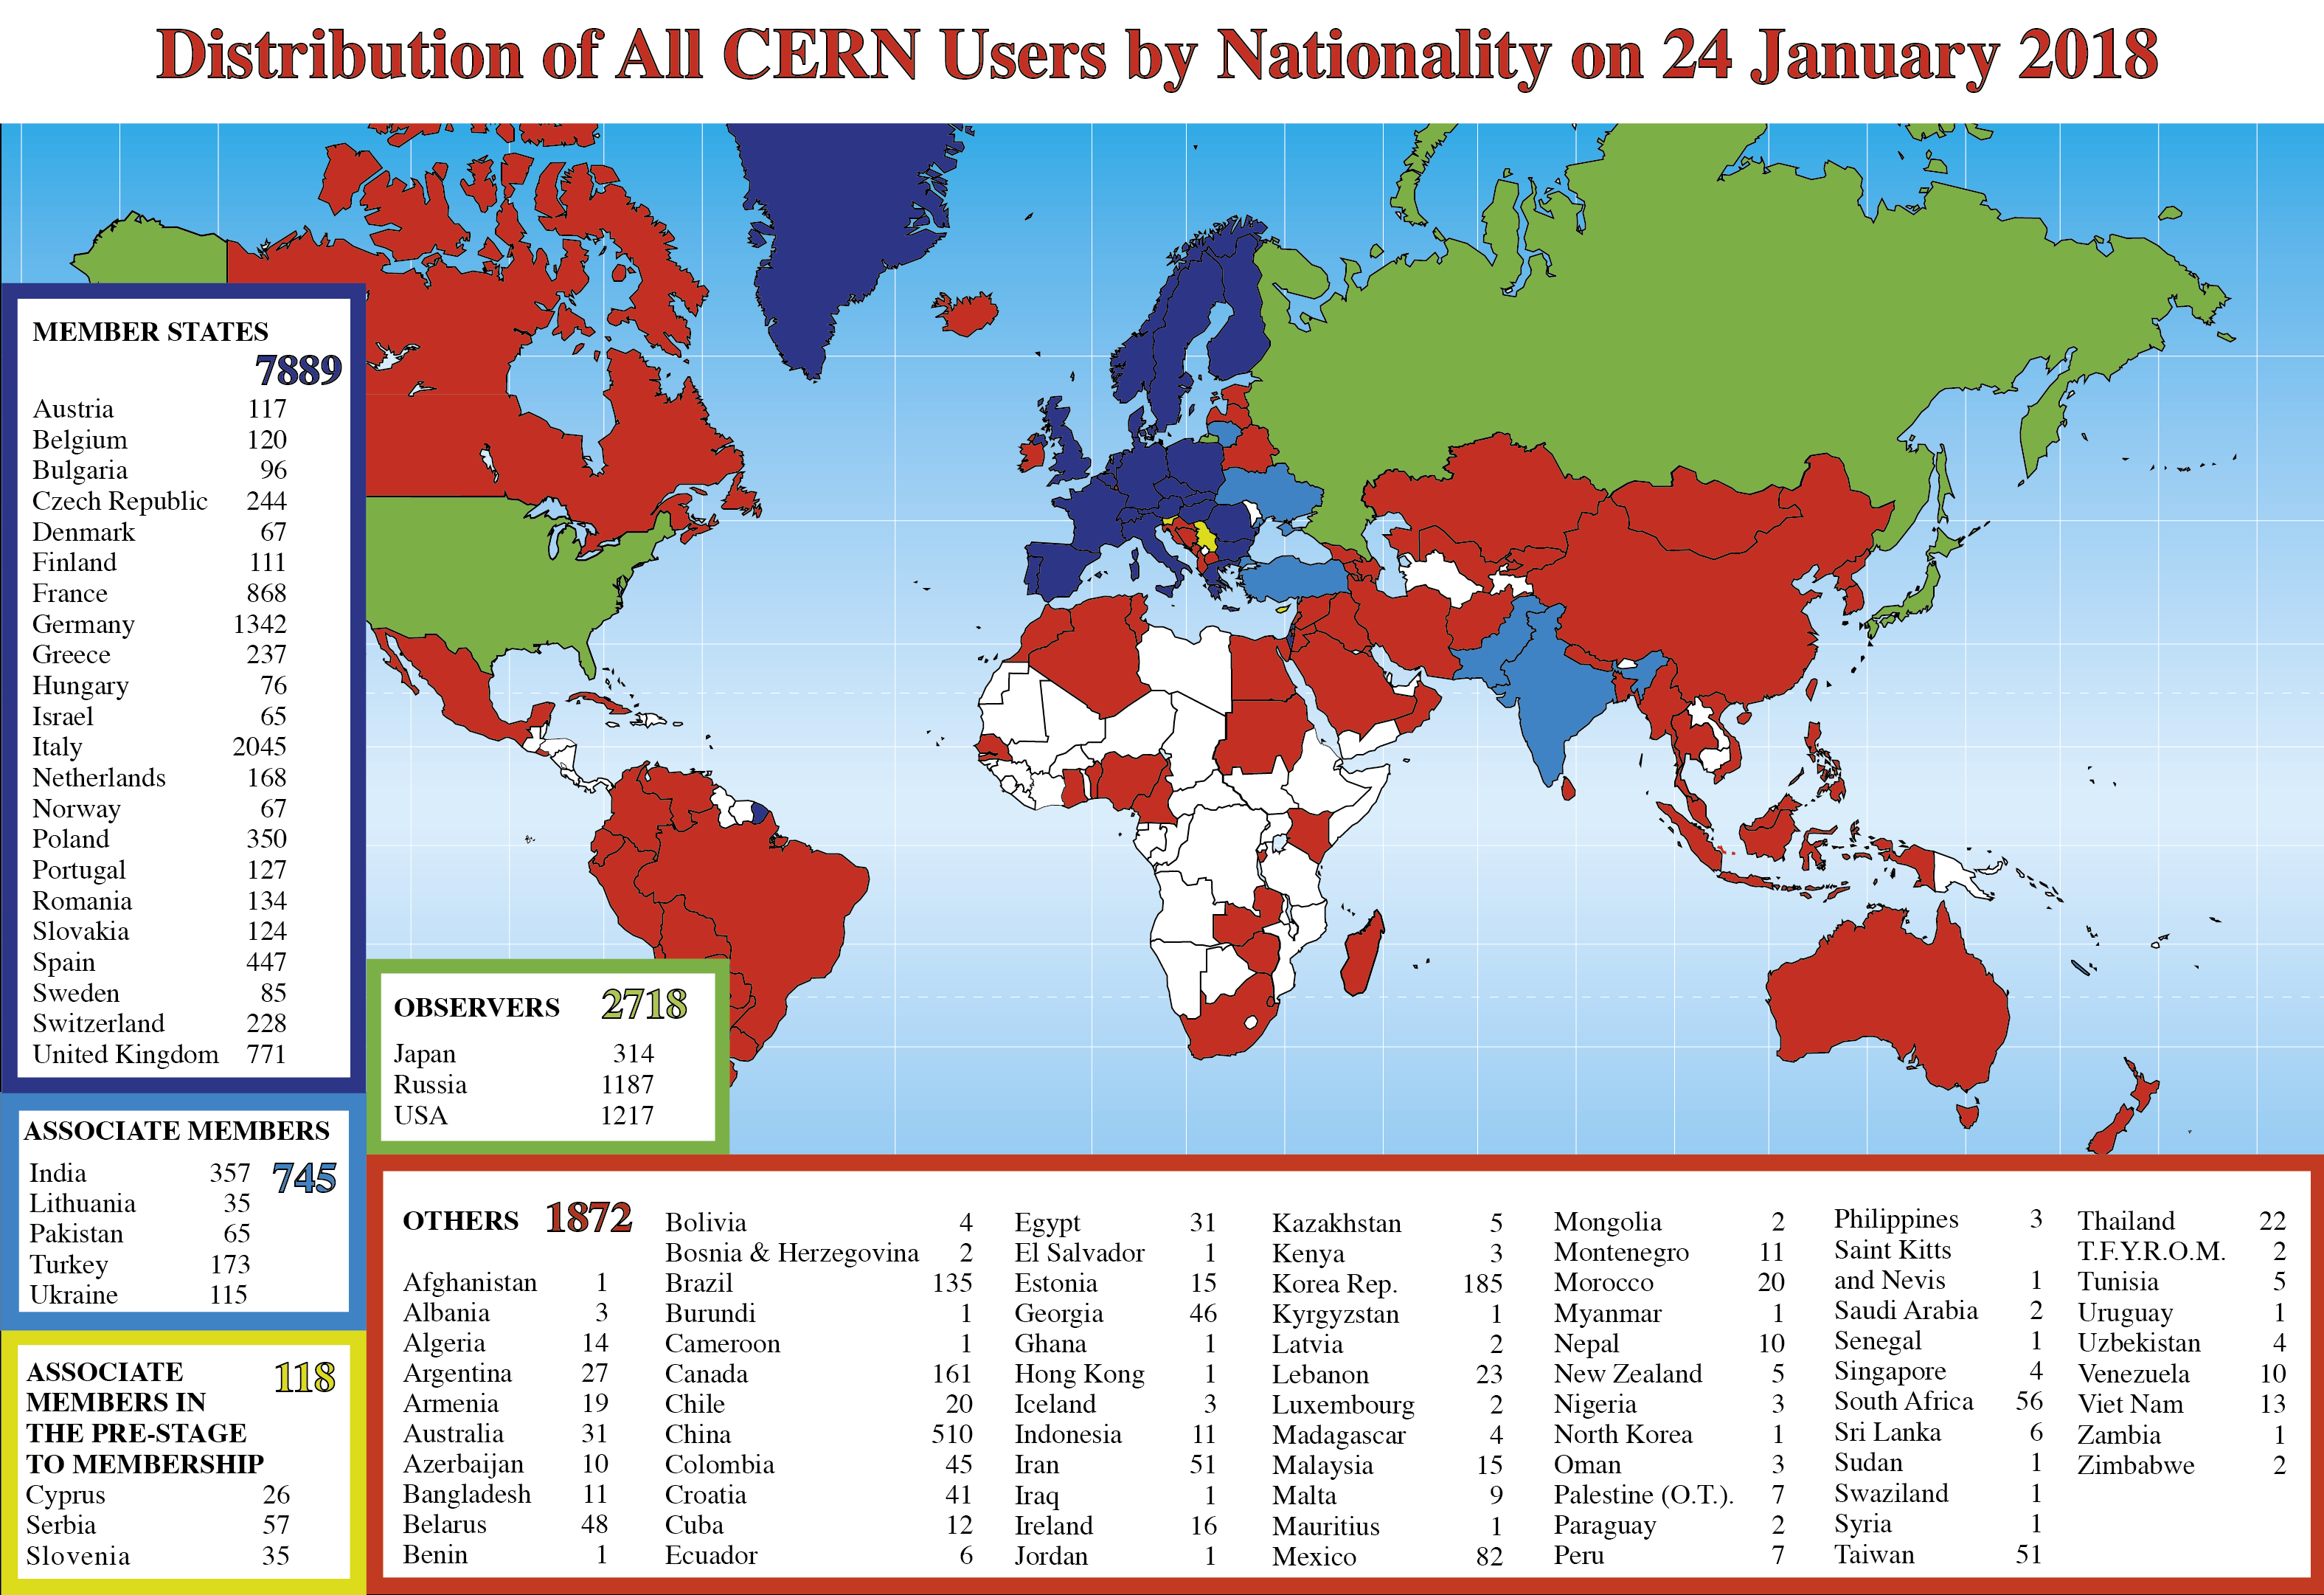 Distribution of All CERN Users by Nationality on 24 January 2018
MEMBER STATES
7889
Austria 117
Belgium 120
Bulgaria 96
Czech Republic 244
Denmark 67
Finland 111
France 868
Germany 1342
Greece 237
Hungary 76
Israel 65
Italy 2045
Netherlands 168
Norway 67
Poland 350
Portugal 127
Romania 134
Slovakia 124
Spain 447
Sweden 85
Switzerland 228
United Kingdom 771
OBSERVERS 2718
Japan 314
Russia 1187
USA 1217
ASSOCIATE MEMBERS
745
India 357
Lithuania 35
Pakistan 65
Turkey 173
Ukraine 115
ASSOCIATE
MEMBERS IN
THE PRE-STAGE
TO MEMBERSHIP
118
Cyprus 26
Serbia 57
Slovenia 35
OTHERS 1872
Afghanistan 1
Albania 3
Algeria 14
Argentina 27
Armenia 19
Australia 31
Azerbaijan 10
Bangladesh 11
Belarus 48
Benin 1
Bolivia 4
Bosnia & Herzegovina 2
Brazil 135
Burundi 1
Cameroon 1
Canada 161
Chile 20
China 510
Colombia 45
Croatia 41
Cuba 12
Ecuador 6
Egypt 31
El Salvador 1
Estonia 15
Georgia 46
Ghana 1
Hong Kong 1
Iceland 3
Indonesia 11
Iran 51
Iraq 1
Ireland 16
Jordan 1
Kazakhstan 5
Kenya 3
Korea Rep. 185
Kyrgyzstan 1
Latvia 2
Lebanon 23
Luxembourg 2
Madagascar 4
Malaysia 15
Malta 9
Mauritius 1
Mexico 82
Mongolia 2
Montenegro 11
Morocco 20
Myanmar 1
Nepal 10
New Zealand 5
Nigeria 3
North Korea 1
Oman 3
Palestine (O.T.). 7
Paraguay 2
Peru 7
Philippines 3
Saint Kitts
and Nevis 1
Saudi Arabia 2
Senegal 1
Singapore 4
South Africa 56
Sri Lanka 6
Sudan 1
Swaziland 1
Syria 1
Taiwan 51
Thailand 22
T.F.Y.R.O.M. 2
Tunisia 5
Uruguay 1
Uzbekistan 4
Venezuela 10
Viet Nam 13
Zambia 1
Zimbabwe 2